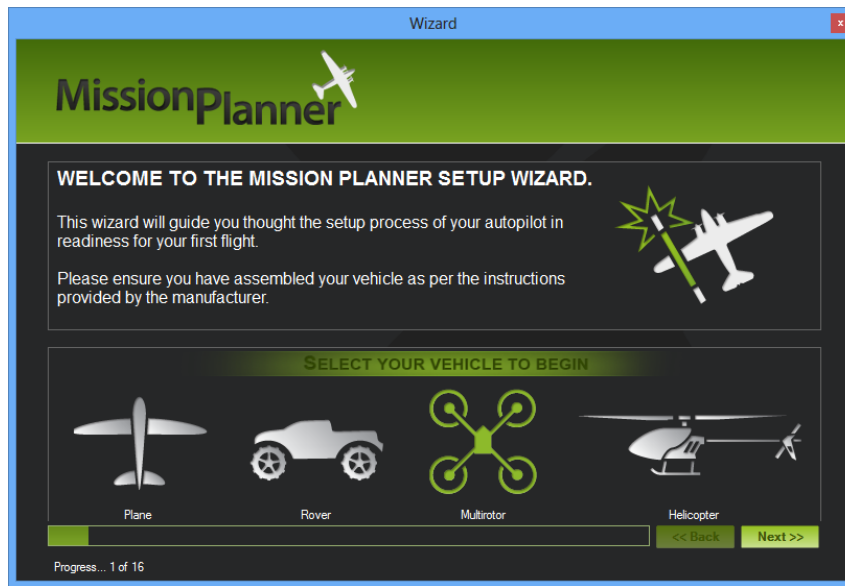 Wizard
x
MissionPlanner
WELCOME TO THE MISSION PLANNER SETUP WIZARD.
This wizard will guide you thought the setup process of your autopilot in
readiness for your first flight.
Please ensure you have assembled your vehicle as per the instructions
provided by the manufacturer.
SELECT YOUR VEHICLE TO BEGIN
Plane
Rover
Multirotor
Helicopter
<< Back
Next >>
Progress... 1 of 16